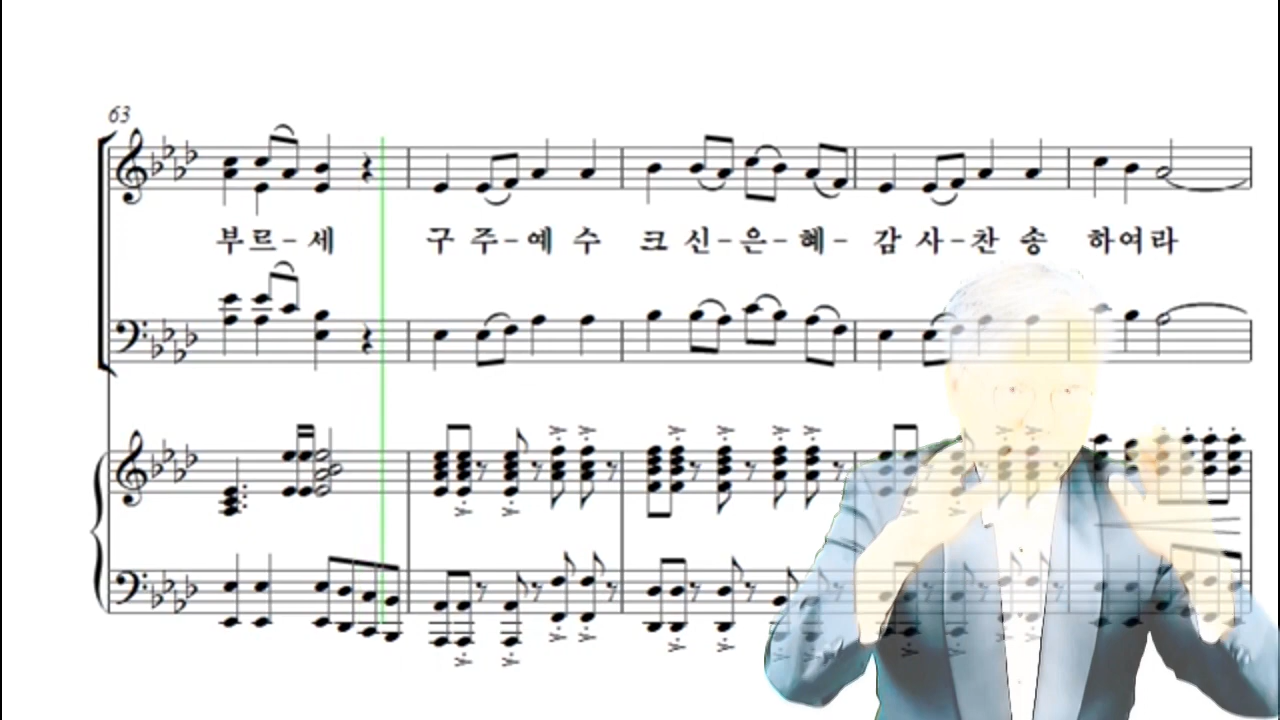 63
부르-세 구 주-예 수 크 신-은-혜- 감 사-찬 송 하여라